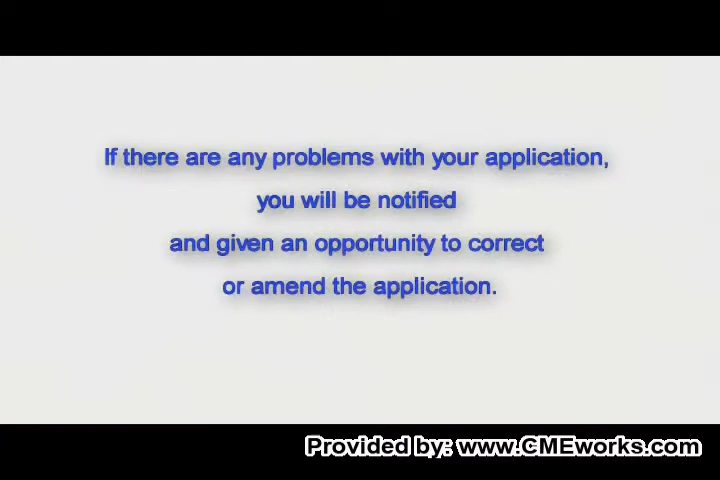 If there are any problems with your application,
you will be notified
and given an opportunity to correct
or amend the application.
Provided by: www.CMEworks.com